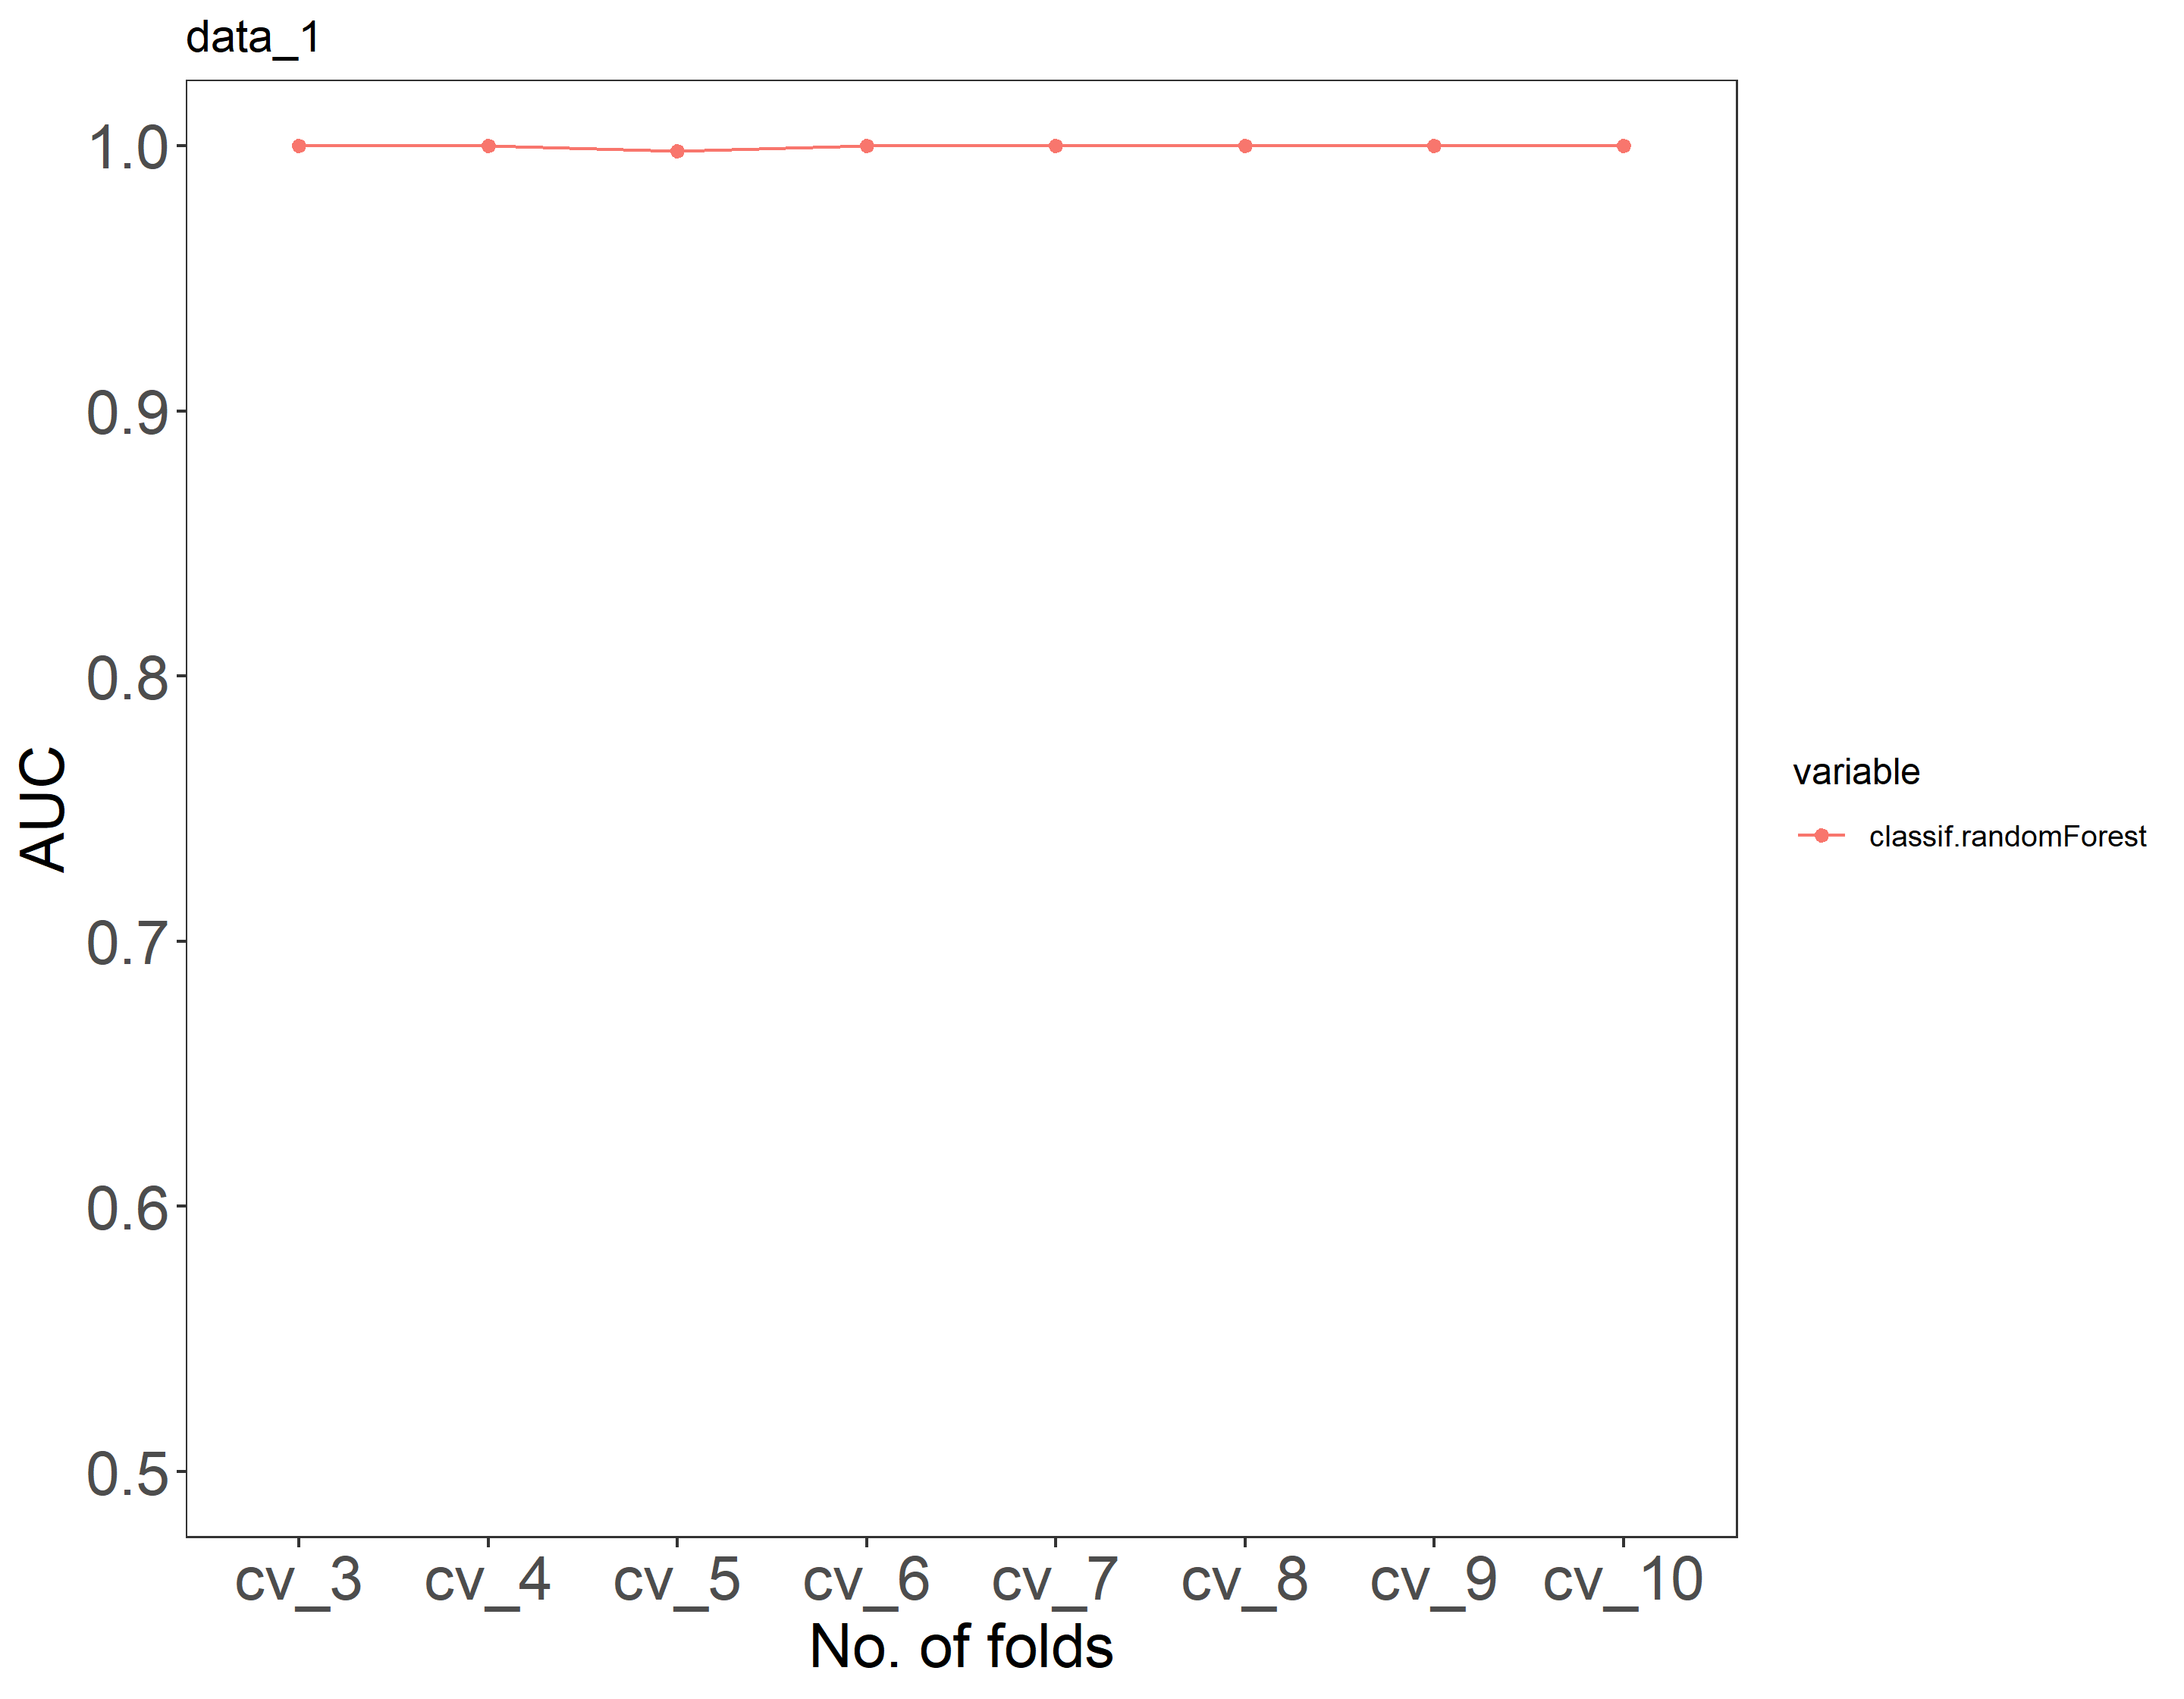 data_1
1.0
0.9
0.8
0.7
0.6
0.5
AUC
cv_3 cv_4 cv_5 cv_6 cv_7 cv_8 cv_9 cv_10
No. of folds
variable
classif.randomForest